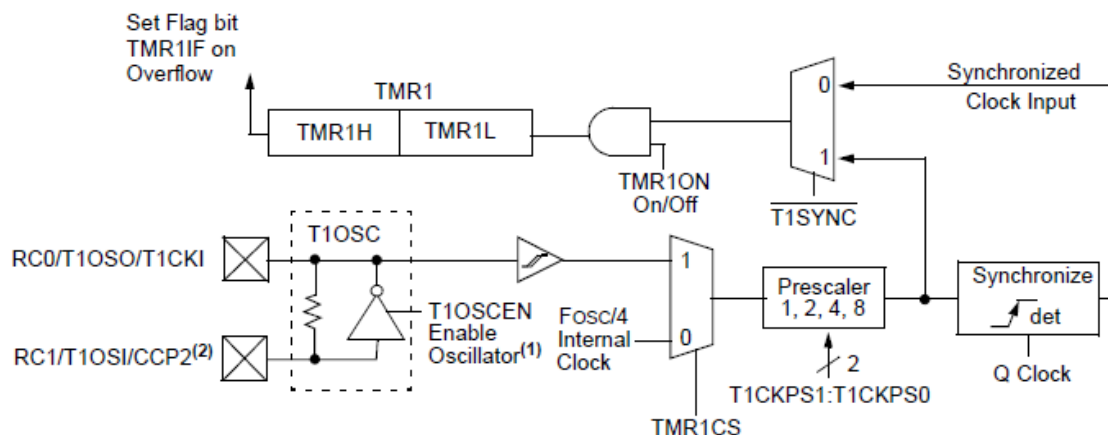 Set Flag bit
TMR1IF on
Overflow
TMR1
TMR1H
TMR1L
TMR1ON
On/Off
0
1
T1SYNC
Synchronized
Clock Input
RC0/T1OSO/T1CKI
T1OSC
RC1/T1OSI/CCP2(2)
T1OSCEN
Enable
Oscillator(1)
FOSC/4
Internal
Clock
1
0
TMR1CS
Prescaler
1, 2, 4, 8
2
T1CKPS1:T1CKPS0
Synchronize
det
Q Clock